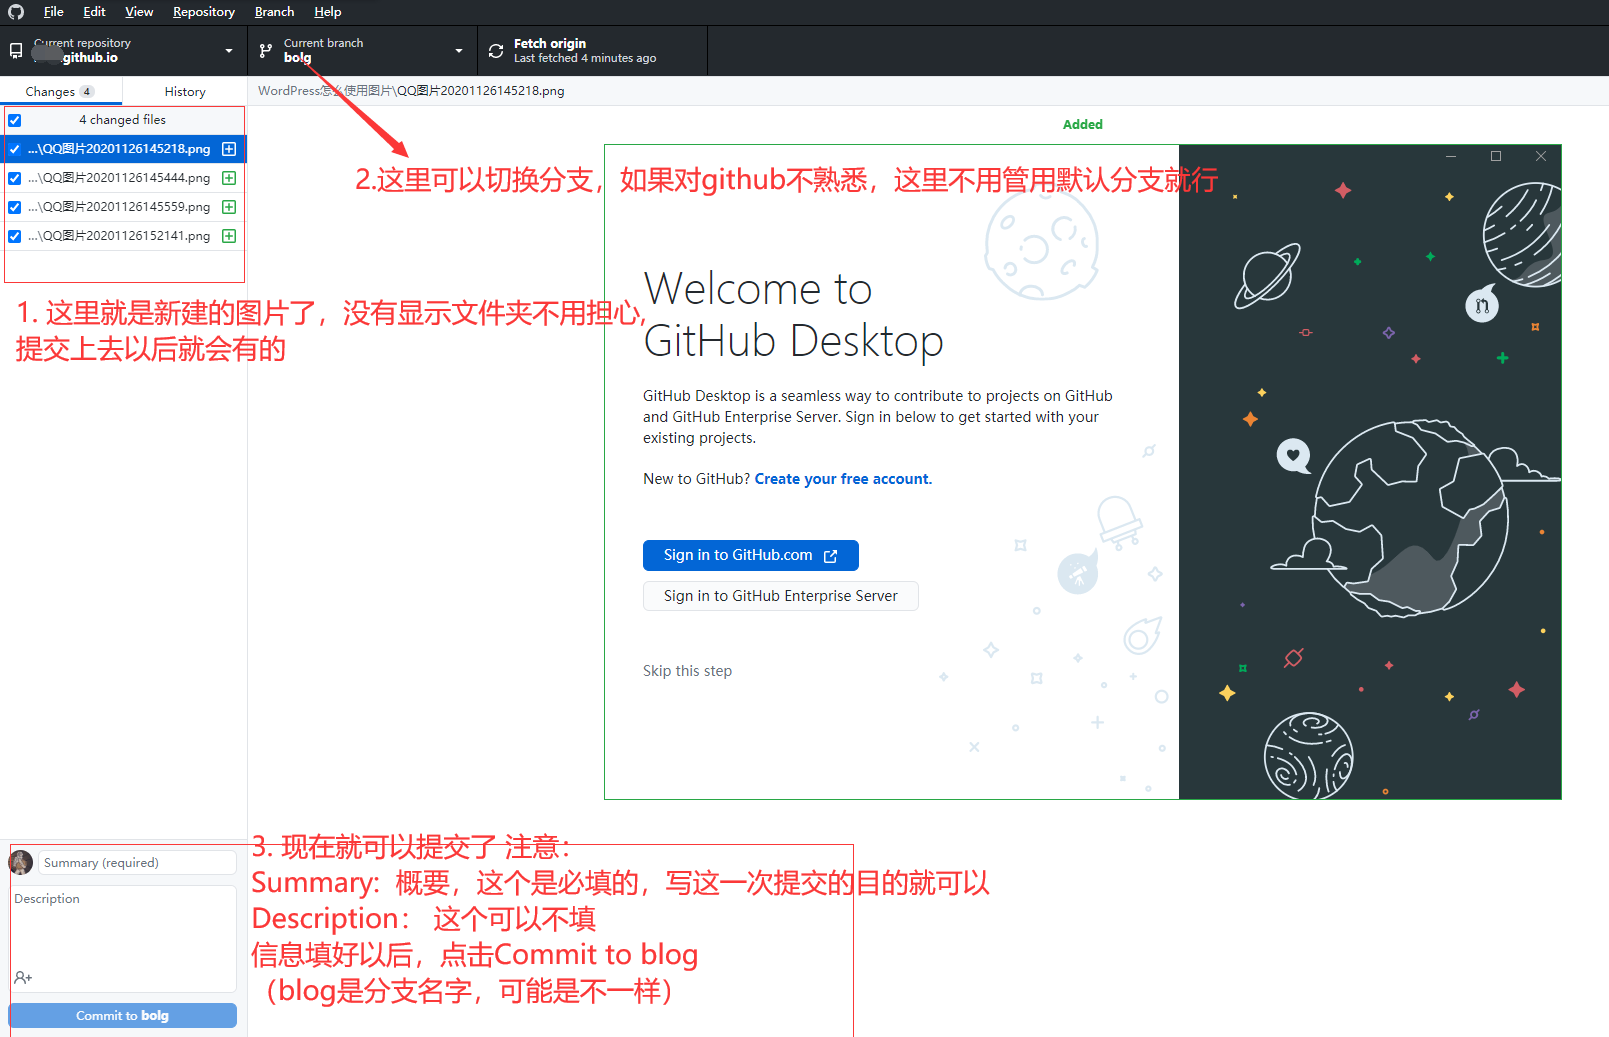 File Edit View Repository Branch Help
Current repository
github.io
Current branch
bolg
Fetch origin
Last fetched 4 minutes ago
Changes 4
History
WordPress怎么使用图片\QQ图片20201126145218.png
4 changed files
Added
...\QQ图片20201126145218.png
...\QQ图片20201126145444.png
...\QQ图片20201126145559.png
...\QQ图片20201126152141.png
2.这里可以切换分支，如果对github不熟悉，这里不用管用默认分支就行
1. 这里就是新建的图片了，没有显示文件夹不用担心,
提交上去以后就会有的
Welcome to
GitHub Desktop
GitHub Desktop is a seamless way to contribute to projects on GitHub
and GitHub Enterprise Server. Sign in below to get started with your
existing projects.
New to GitHub? Create your free account.
Sign in to GitHub.com
Sign in to GitHub Enterprise Server
Skip this step
3. 现在就可以提交了 注意：
Summary: 概要，这个是必填的，写这一次提交的目的就可以
Description： 这个可以不填
信息填好以后，点击Commit to blog
（blog是分支名字，可能是不一样）
Summary (required)
Description
Commit to bolg